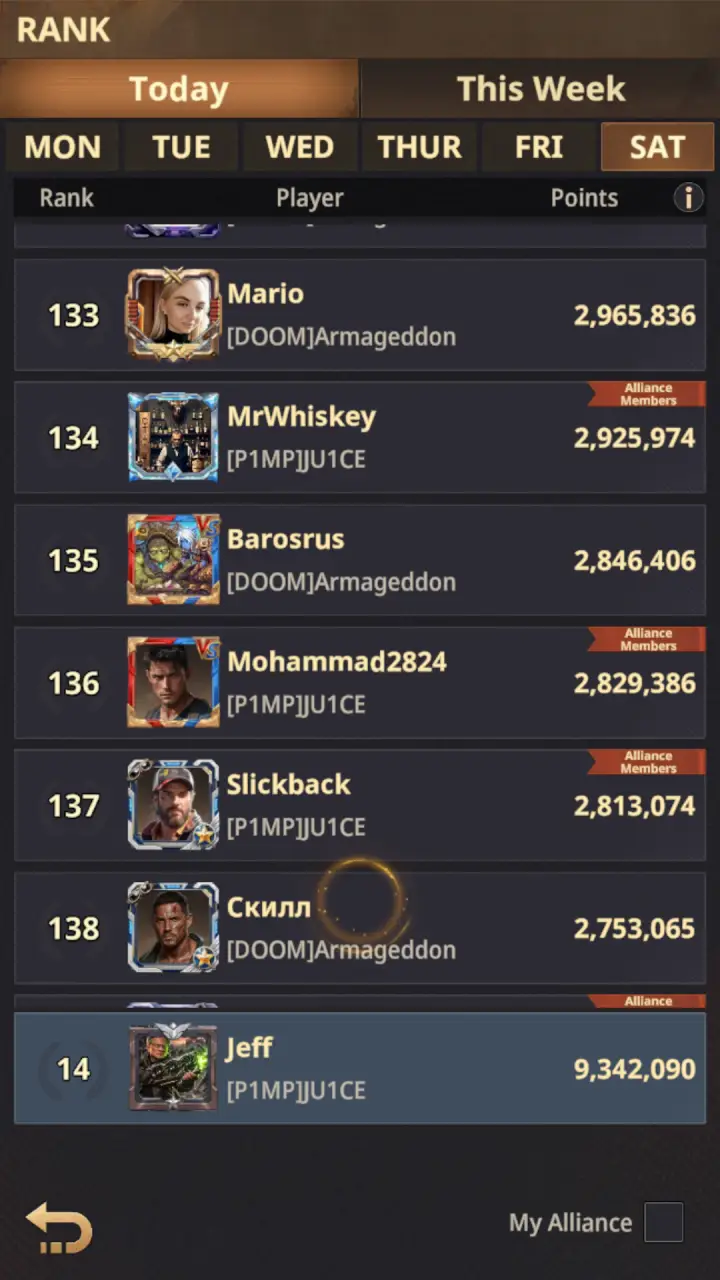 RANK
Today
This Week
MON TUE WED THUR FRI SAT
Rank Player Points
133
Mario
[DOOM]Armageddon
2,965,836
Alliance
Members
134
MrWhiskey
[P1MP]JU1CE
2,925,974
135
Barosrus
[DOOM]Armageddon
2,846,406
Alliance
Members
136
Mohammad2824
[P1MP]JU1CE
2,829,386
Alliance
Members
137
Slickback
[P1MP]JU1CE
2,813,074
138
Скилл
[DOOM]Armageddon
2,753,065
Alliance
14
Jeff
[P1MP]JU1CE
9,342,090
My Alliance